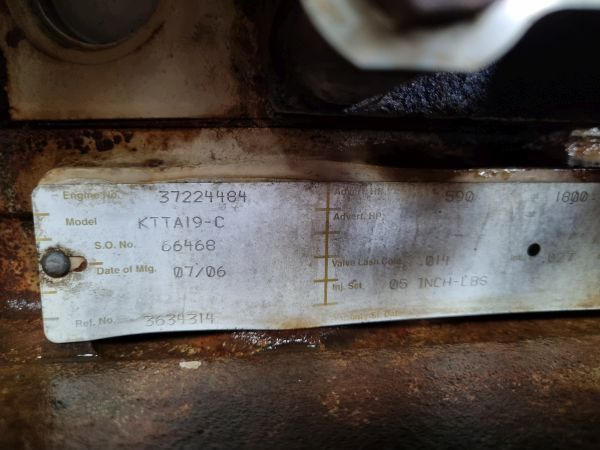 Engine No. 37224484 Advert. HP. 590 1800
Model KTTA19-C Advert. HP.
S.O. No. 66468
Valve Lash Cold .014 .027
Date of Mfg. 07/06
Inj. Set 05 INCH-LBS
Ref. No. 3634314